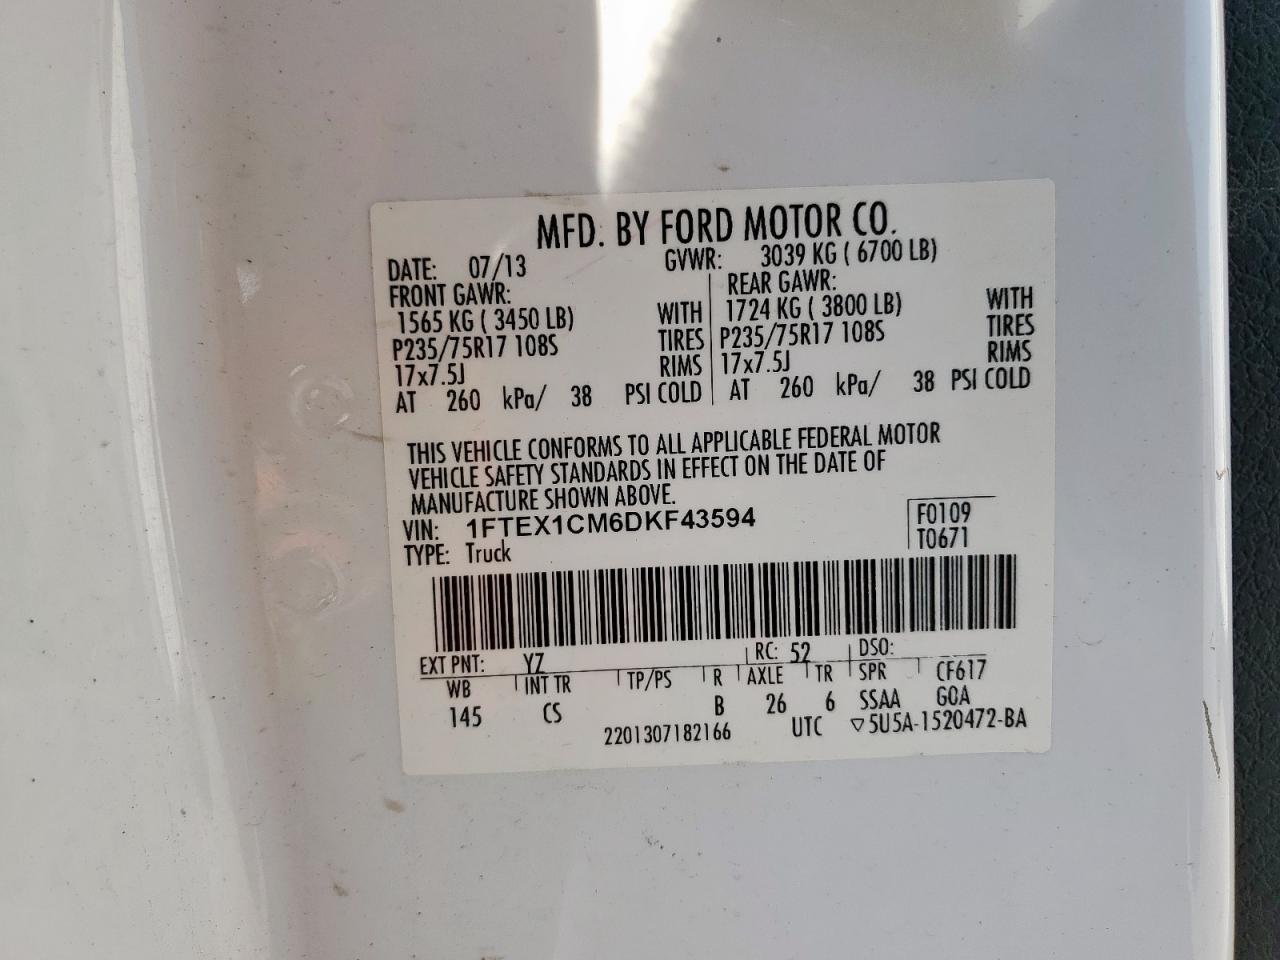 MFD. BY FORD MOTOR CO.
DATE: 07/13 GVWR: 3039 KG ( 6700 LB)
FRONT GAWR: REAR GAWR:
1565 KG ( 3450 LB) WITH 1724 KG ( 3800 LB) WITH
P235/75R17 108S TIRES P235/75R17 108S TIRES
17x7.5J RIMS 17x7.5J RIMS
AT 260 kPa/ 38 PSI COLD AT 260 kPa/ 38 PSI COLD
THIS VEHICLE CONFORMS TO ALL APPLICABLE FEDERAL MOTOR
VEHICLE SAFETY STANDARDS IN EFFECT ON THE DATE OF
MANUFACTURE SHOWN ABOVE.
VIN: 1FTEX1CM6DKF43594 F0109
TYPE: Truck T0671
EXT PNT: YZ RC: 52 DSO:
WB INT TR TP/PS R AXLE TR SPR CF617
145 CS B 26 6 SSAA GOA
2201307182166 UTC ▽5U5A-1520472-BA